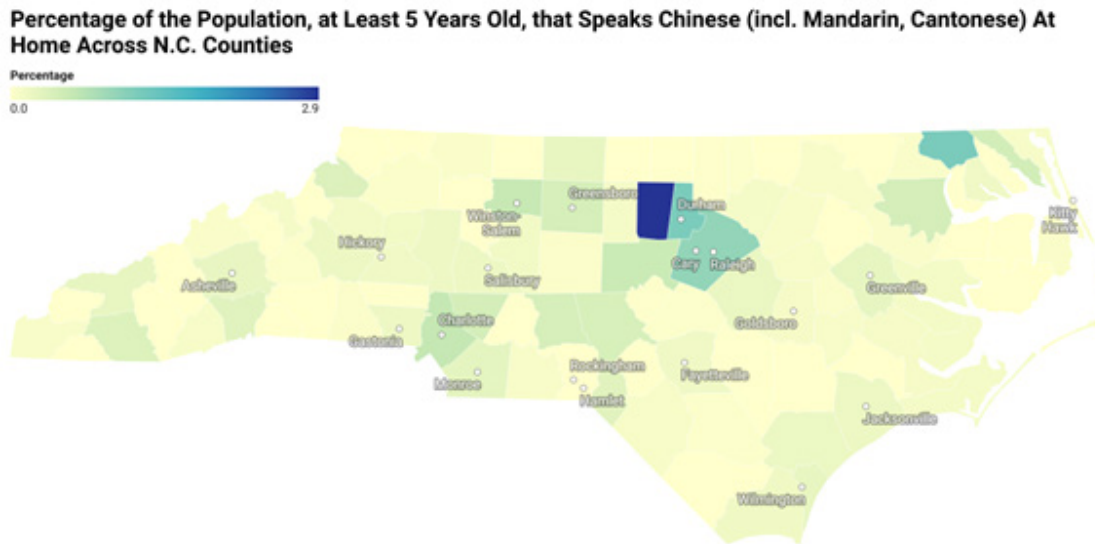 Percentage of the Population, at Least 5 Years Old, that Speaks Chinese (incl. Mandarin, Cantonese) At
Home Across N.C. Counties
Percentage
0.0 2.9
Greensboro
Durham
Winston-
Salem
Kitty
Hawk
Hickory
Cary Raleigh
Asheville
Salisbury
Greenville
Charlotte
Goldsboro
Gastonia
Rockingham
Monroe
Fayetteville
Hamlet
Jacksonville
Wilmington